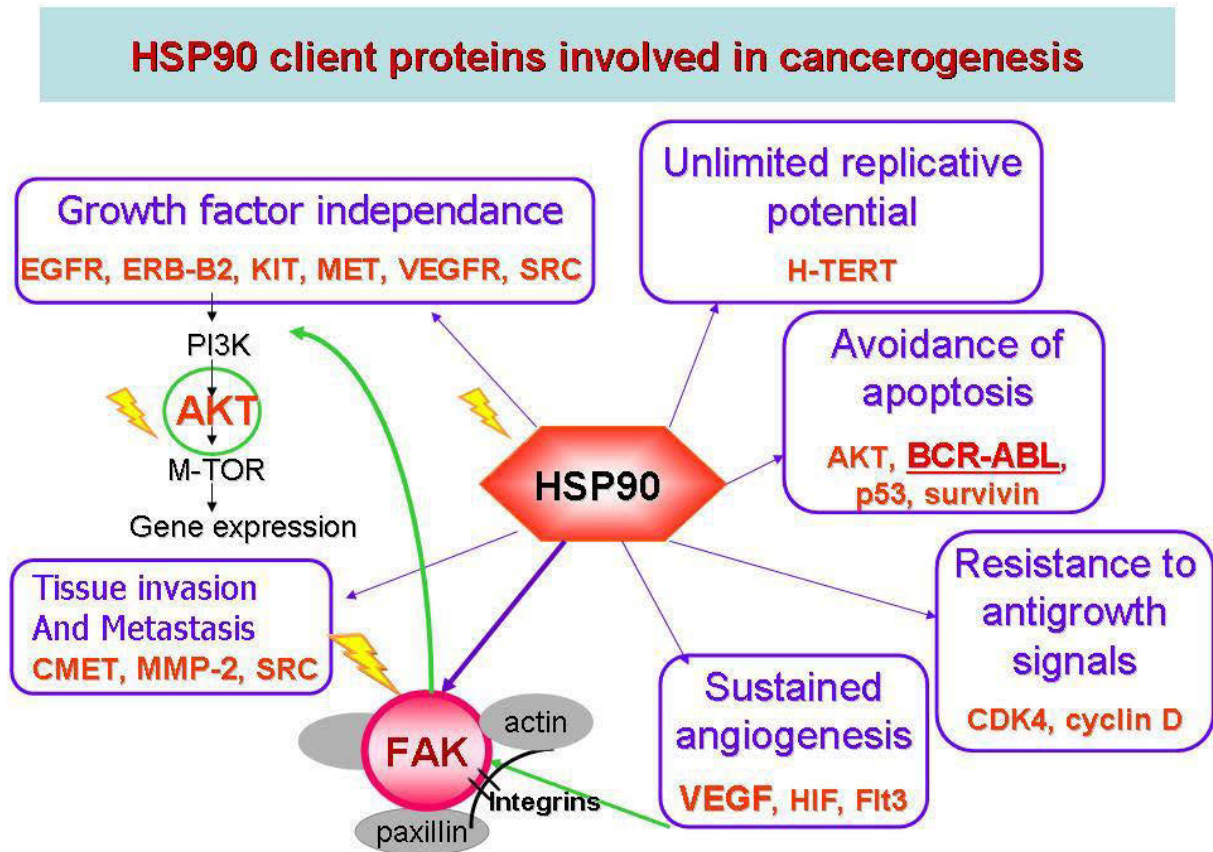 HSP90 client proteins involved in cancerogenesis
Growth factor independance
EGFR, ERB-B2, KIT, MET, VEGFR, SRC
PI3K
AKT
M-TOR
Gene expression
Unlimited replicative
potential
H-TERT
Avoidance of
apoptosis
AKT, BCR-ABL,
p53, survivin
HSP90
Tissue invasion
And Metastasis
CMET, MMP-2, SRC
Resistance to
antigrowth
signals
CDK4, cyclin D
Sustained
angiogenesis
VEGF, HIF, Flt3
actin
FAK
Integrins
paxillin